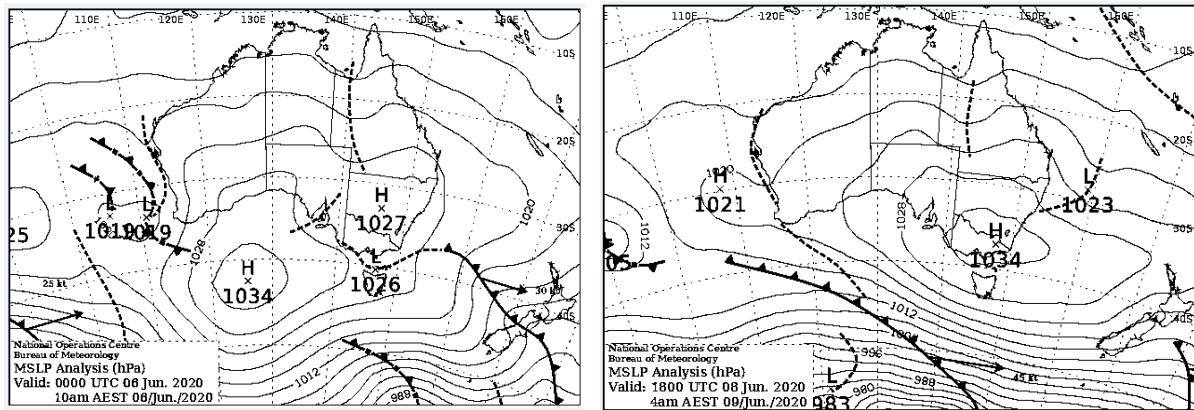 110E 120E 130E 140E 150E 160E
10S
20S
1020
30S
H
1027
L L
1019
25
1028
H
1034
L
1026
25 kt
30 kt
40S
1012
988
National Operations Centre
Bureau of Meteorology
MSLP Analysis (hPa)
Valid: 0000 UTC 06 Jun. 2020
10am AEST 06/Jun./2020
110E 120E 130E 140E 150E 160E
10S
20S
1020
H
1021
L
1023
1028
30S
1012
H
1034
05
1012
40S
996
988
980
45 kt
L
983
National Operations Centre
Bureau of Meteorology
MSLP Analysis (hPa)
Valid: 1800 UTC 08 Jun. 2020
4am AEST 09/Jun./2020